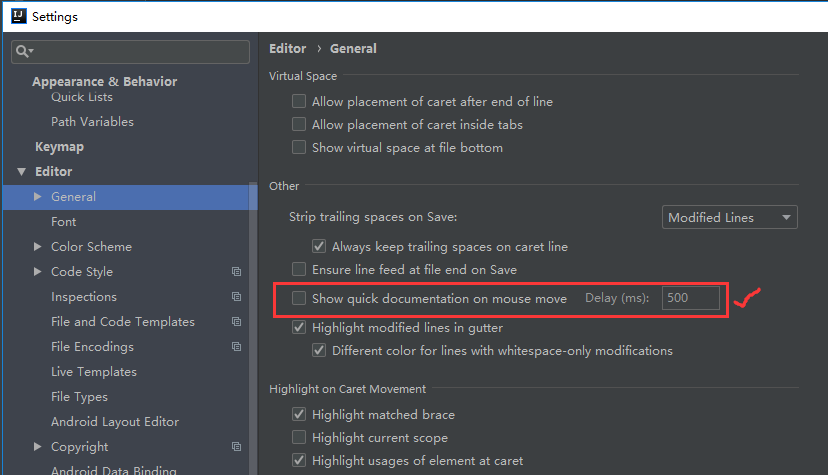 IJ Settings
Appearance & Behavior
Quick Lists
Path Variables
Keymap
Editor
General
Font
Color Scheme
Code Style
Inspections
File and Code Templates
File Encodings
Live Templates
File Types
Android Layout Editor
Copyright
Android Data Binding
Editor › General
Virtual Space
Allow placement of caret after end of line
Allow placement of caret inside tabs
Show virtual space at file bottom
Other
Strip trailing spaces on Save: Modified Lines
Always keep trailing spaces on caret line
Ensure line feed at file end on Save
Show quick documentation on mouse move Delay (ms): 500
Highlight modified lines in gutter
Different color for lines with whitespace-only modifications
Highlight on Caret Movement
Highlight matched brace
Highlight current scope
Highlight usages of element at caret